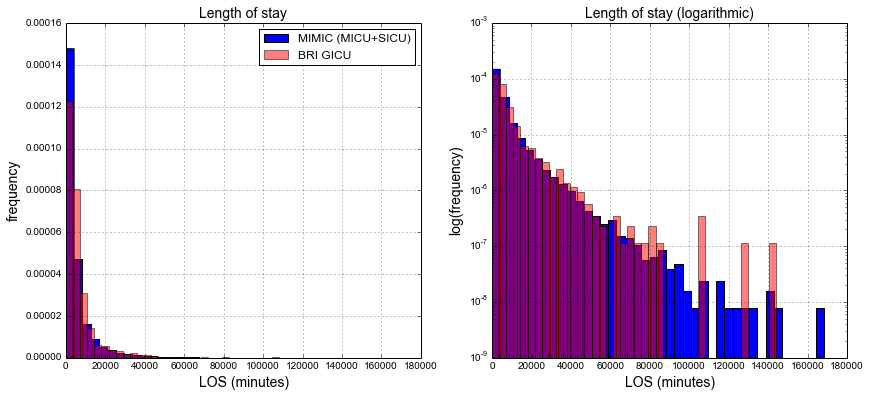 Length of stay
0.00016
0.00014
0.00012
0.00010
0.00008
0.00006
0.00004
0.00002
0.00000
frequency
MIMIC (MICU+SICU)
BRI GICU
0 20000 40000 60000 80000 100000 120000 140000 160000 180000
LOS (minutes)
Length of stay (logarithmic)
10^-3
10^-4
10^-5
10^-6
10^-7
10^-8
10^-9
log(frequency)
0 20000 40000 60000 80000 100000 120000 140000 160000 180000
LOS (minutes)